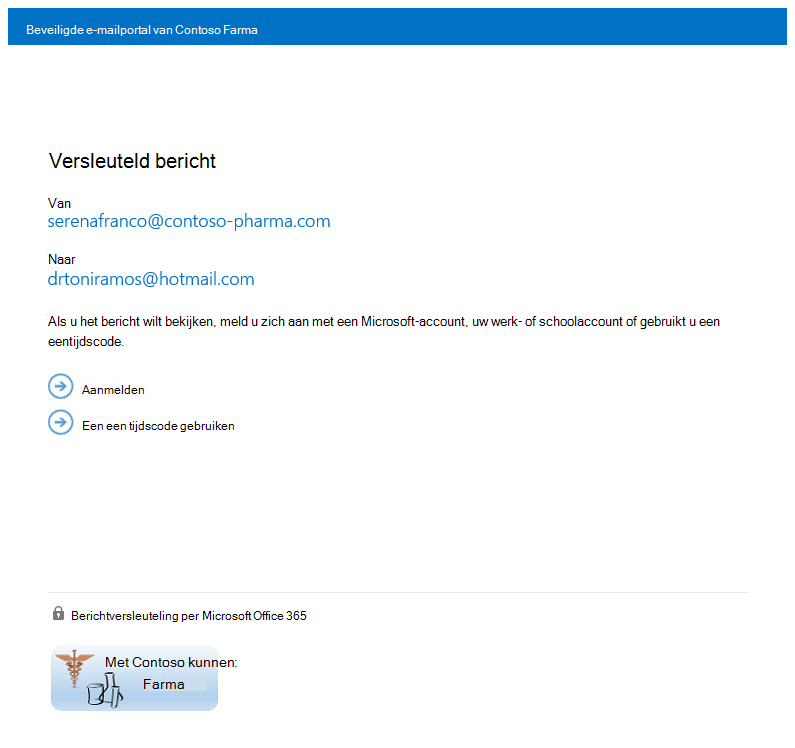 Beveiligde e-mailportal van Contoso Farma
Versleuteld bericht
Van
serenafranco@contoso-pharma.com
Naar
drtoniramos@hotmail.com
Als u het bericht wilt bekijken, meld u zich aan met een Microsoft-account, uw werk- of schoolaccount of gebruikt u een
eentijdscode.
Aanmelden
Een een tijdscode gebruiken
Berichtversleuteling per Microsoft Office 365
Met Contoso kunnen:
Farma